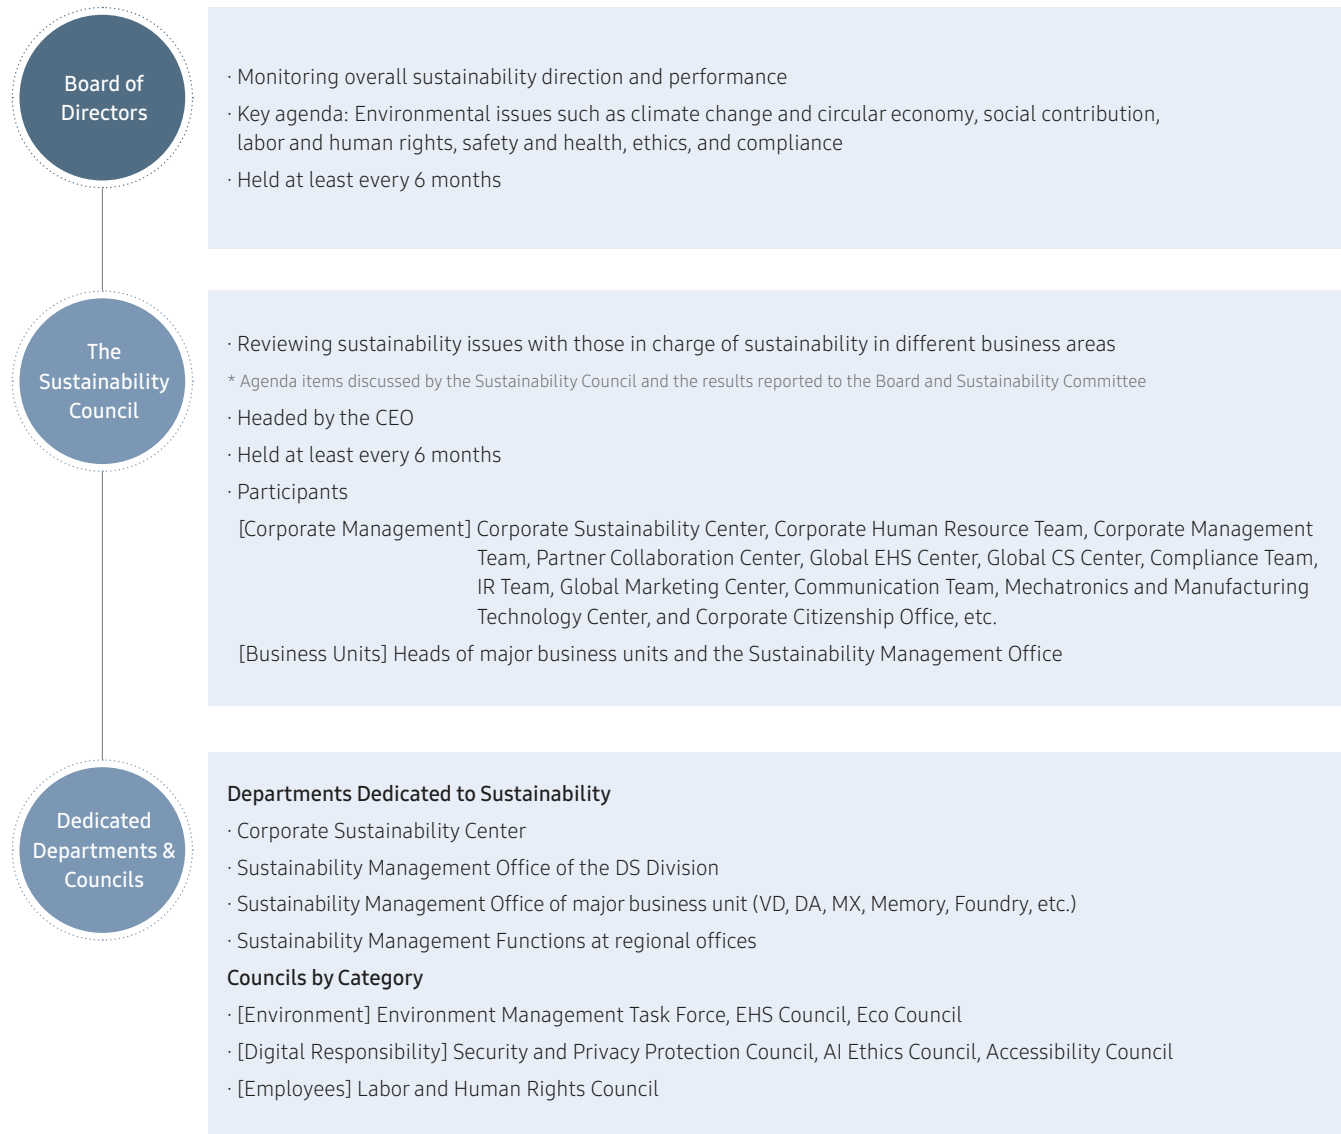 Board of
Directors
· Monitoring overall sustainability direction and performance
· Key agenda: Environmental issues such as climate change and circular economy, social contribution,
labor and human rights, safety and health, ethics, and compliance
· Held at least every 6 months
The
Sustainability
Council
· Reviewing sustainability issues with those in charge of sustainability in different business areas
* Agenda items discussed by the Sustainability Council and the results reported to the Board and Sustainability Committee
· Headed by the CEO
· Held at least every 6 months
· Participants
[Corporate Management] Corporate Sustainability Center, Corporate Human Resource Team, Corporate Management
Team, Partner Collaboration Center, Global EHS Center, Global CS Center, Compliance Team,
IR Team, Global Marketing Center, Communication Team, Mechatronics and Manufacturing
Technology Center, and Corporate Citizenship Office, etc.
[Business Units] Heads of major business units and the Sustainability Management Office
Dedicated
Departments &
Councils
Departments Dedicated to Sustainability
· Corporate Sustainability Center
· Sustainability Management Office of the DS Division
· Sustainability Management Office of major business unit (VD, DA, MX, Memory, Foundry, etc.)
· Sustainability Management Functions at regional offices
Councils by Category
· [Environment] Environment Management Task Force, EHS Council, Eco Council
· [Digital Responsibility] Security and Privacy Protection Council, AI Ethics Council, Accessibility Council
· [Employees] Labor and Human Rights Council